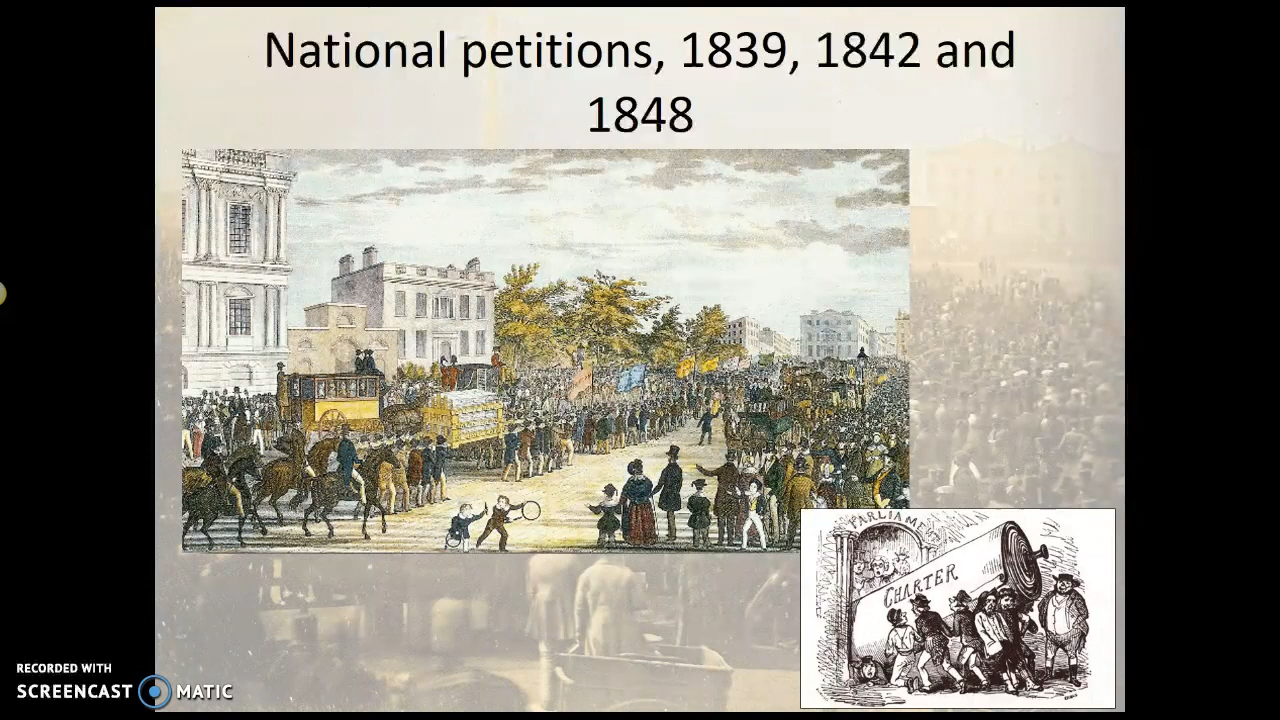 National petitions, 1839, 1842 and
1848
PARLIAME
CHARTER
RECORDED WITH
SCREENCAST MATIC